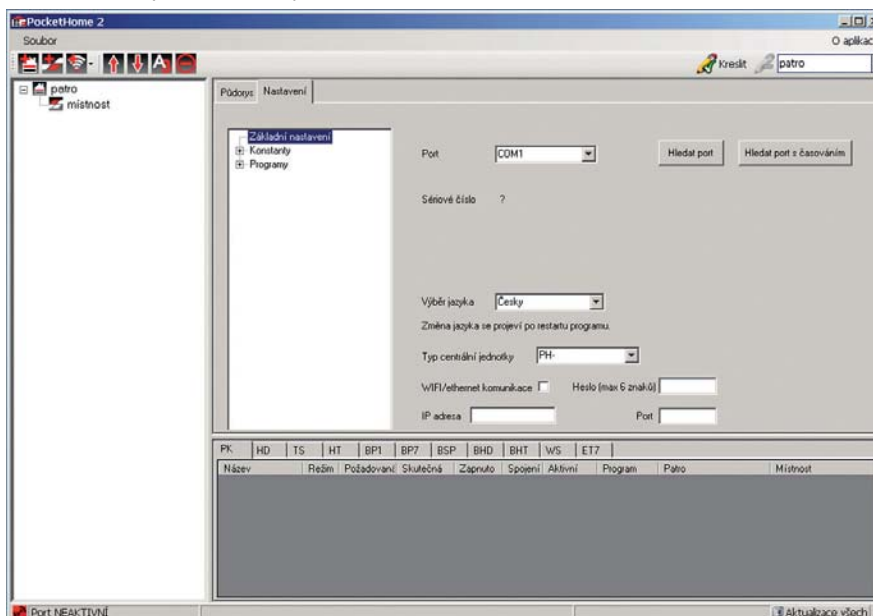 PocketHome 2
Soubor
O aplikac
Kreslit patro
patro
místnost
Půdorys Nastavení
Základní nastavení
Konstanty
Programy
Port COM1 Hledat port Hledat port s časováním
Sériové číslo ?
Výběr jazyka Česky
Změna jazyka se projeví po restartu programu.
Typ centrální jednotky PH-
WIFI/ethernet komunikace Heslo (max 6 znaků)
IP adresa Port
PK HD TS HT BP1 BP7 BSP BHD BHT WS ET7
Název Režim Požadovaná Skutečná Zapnuto Spojení Aktivní Program Patro Místnost
Port NEAKTIVNÍ Aktualizace všech